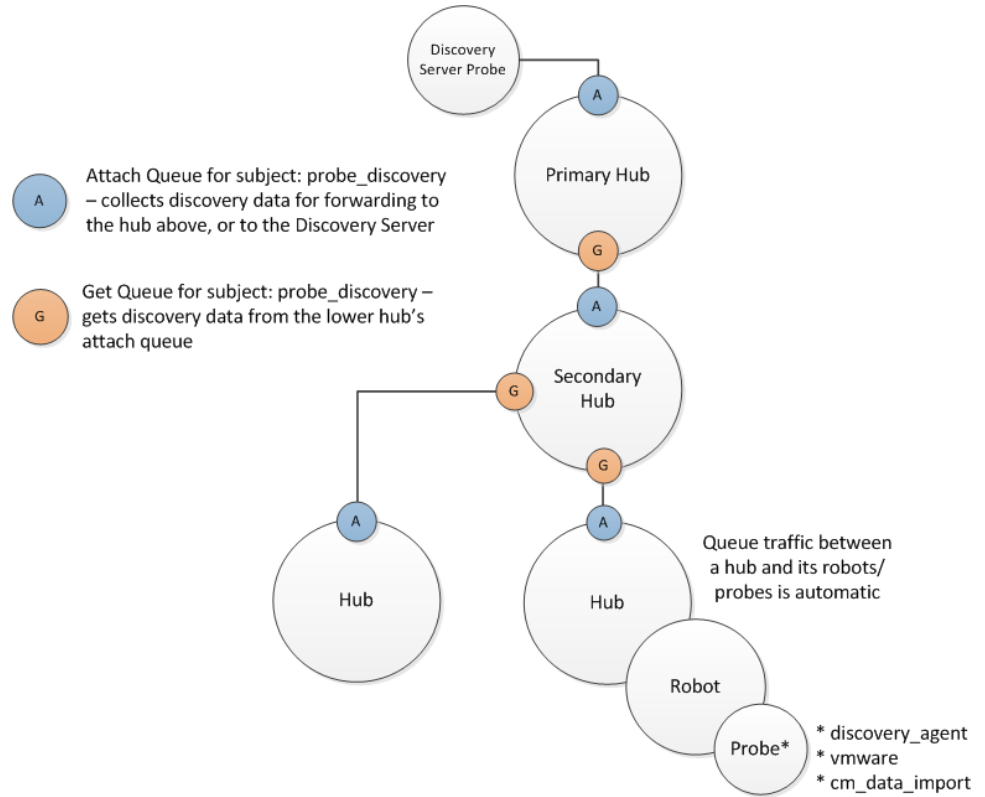 Discovery
Server Probe
A
Primary Hub
A
Attach Queue for subject: probe_discovery
– collects discovery data for forwarding to
the hub above, or to the Discovery Server
G
G
Get Queue for subject: probe_discovery –
gets discovery data from the lower hub's
attach queue
A
Secondary
Hub
G
G
A
A
Hub
Hub
Queue traffic between
a hub and its robots/
probes is automatic
Robot
Probe*
* discovery_agent
* vmware
* cm_data_import